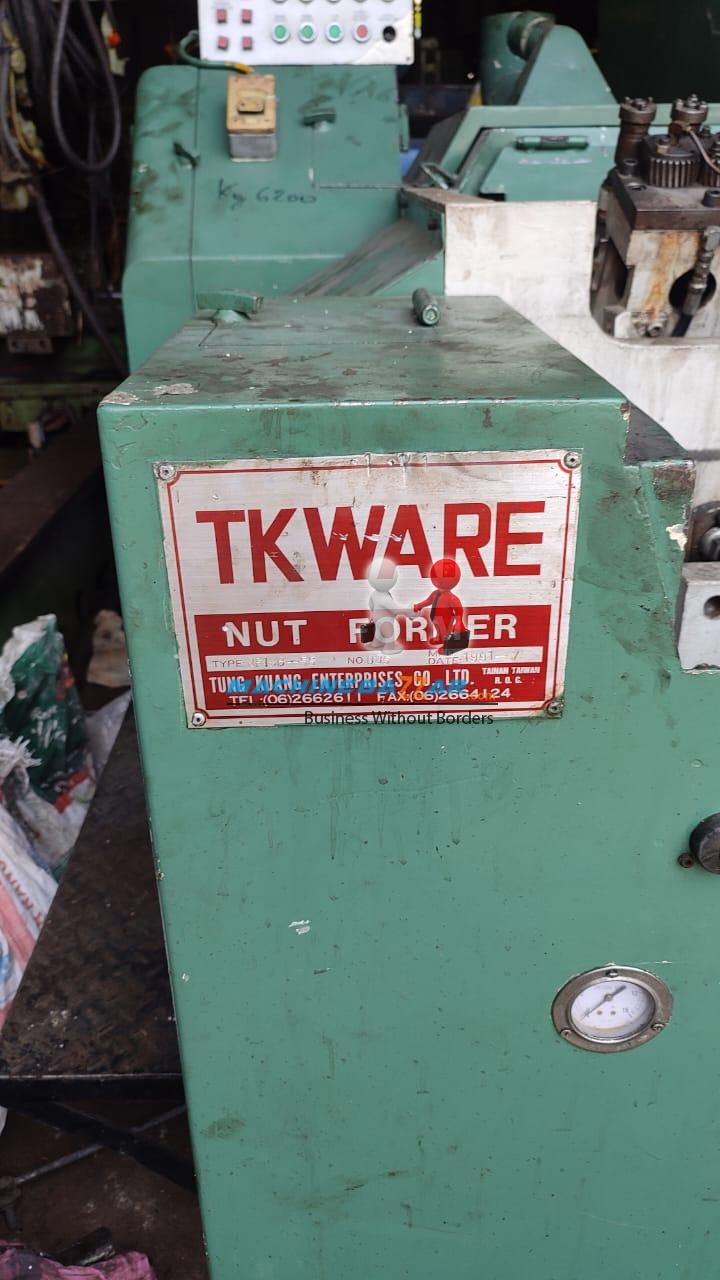 Kg 6200
TKWARE
NUT FORMER
TYPE NO. DATE 1991-7
TUNG KUANG ENTERPRISES CO., LTD. TAINAN TAIWAN R.O.C.
TEL:(06)2662611 FAX:(06)2664124
Business Without Borders